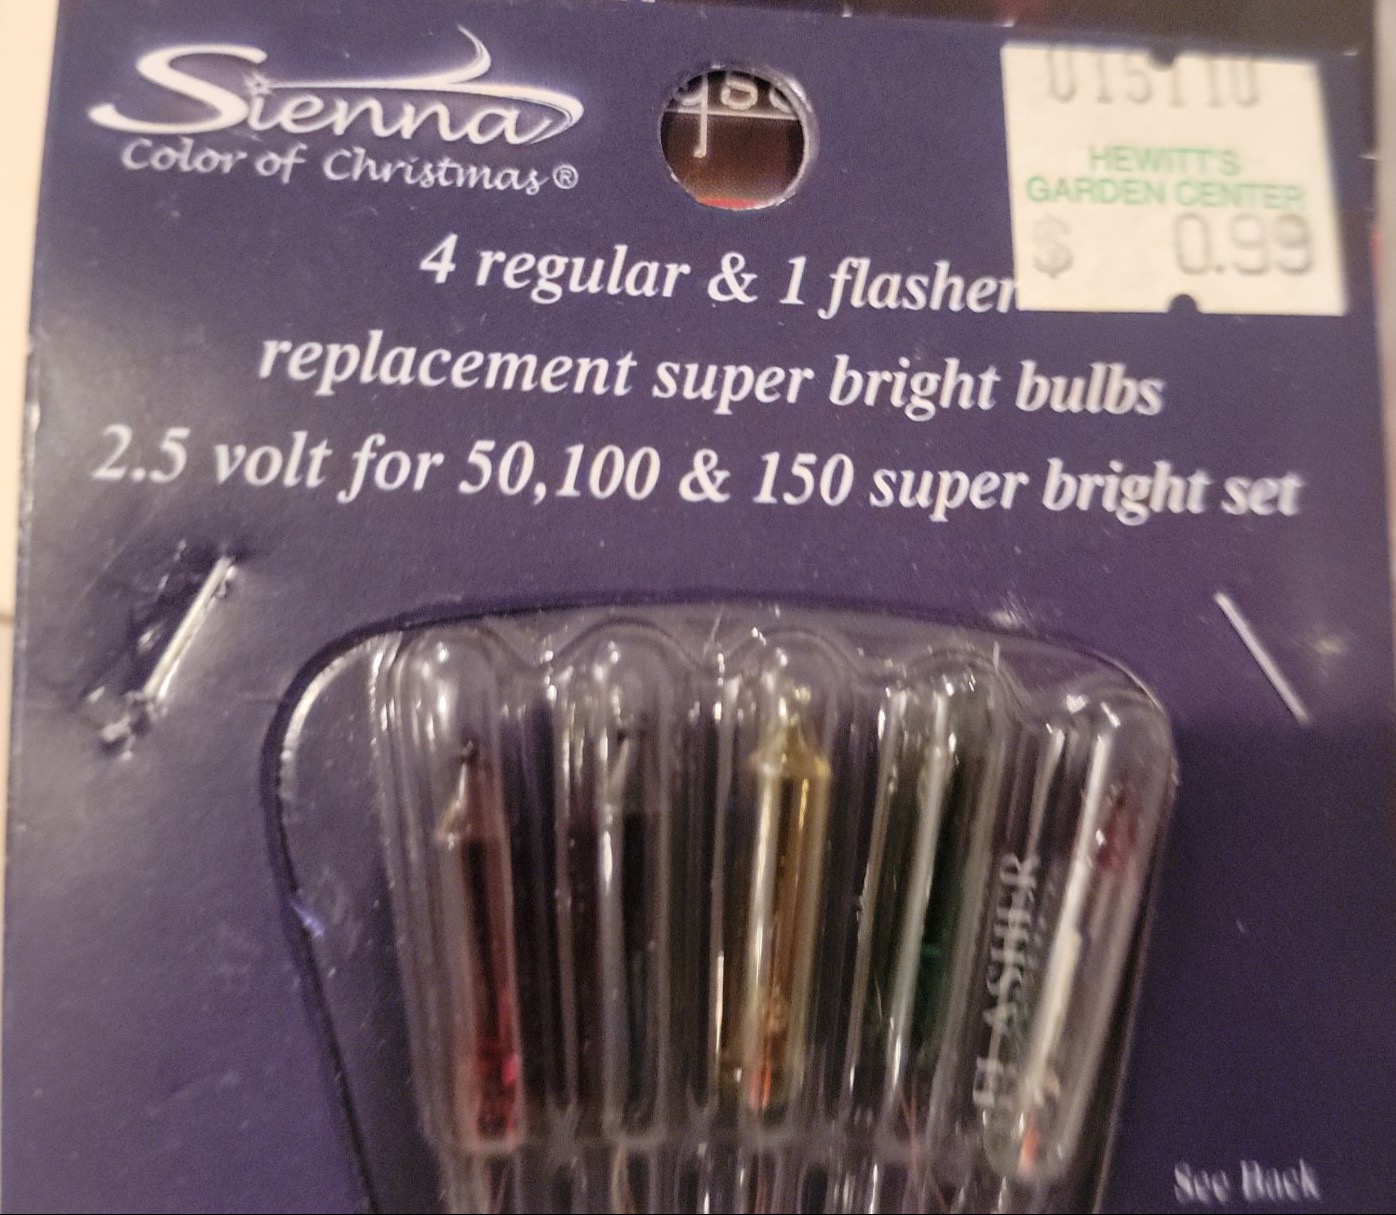 Sienna
Color of Christmas®
015110
HEWITT'S
GARDEN CENTER
$ 0.99
4 regular & 1 flasher
replacement super bright bulbs
2.5 volt for 50,100 & 150 super bright set
FLASHER
See Back